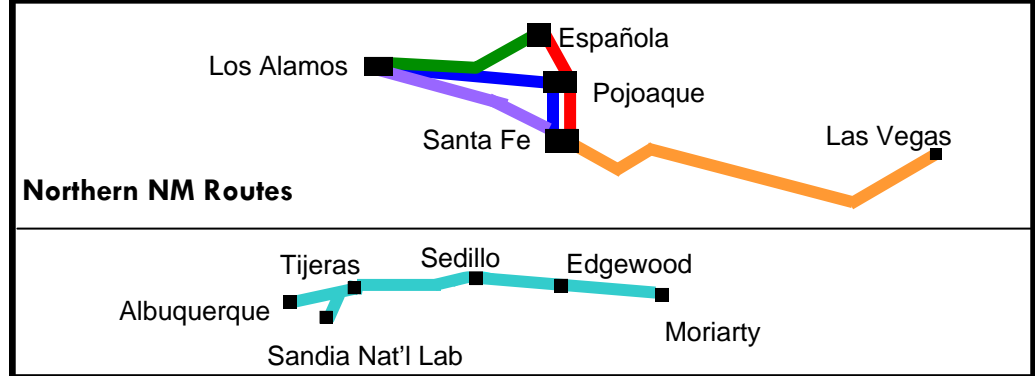 Española
Los Alamos
Pojoaque
Santa Fe
Las Vegas
Northern NM Routes
Tijeras
Sedillo
Edgewood
Albuquerque
Moriarty
Sandia Nat’l Lab